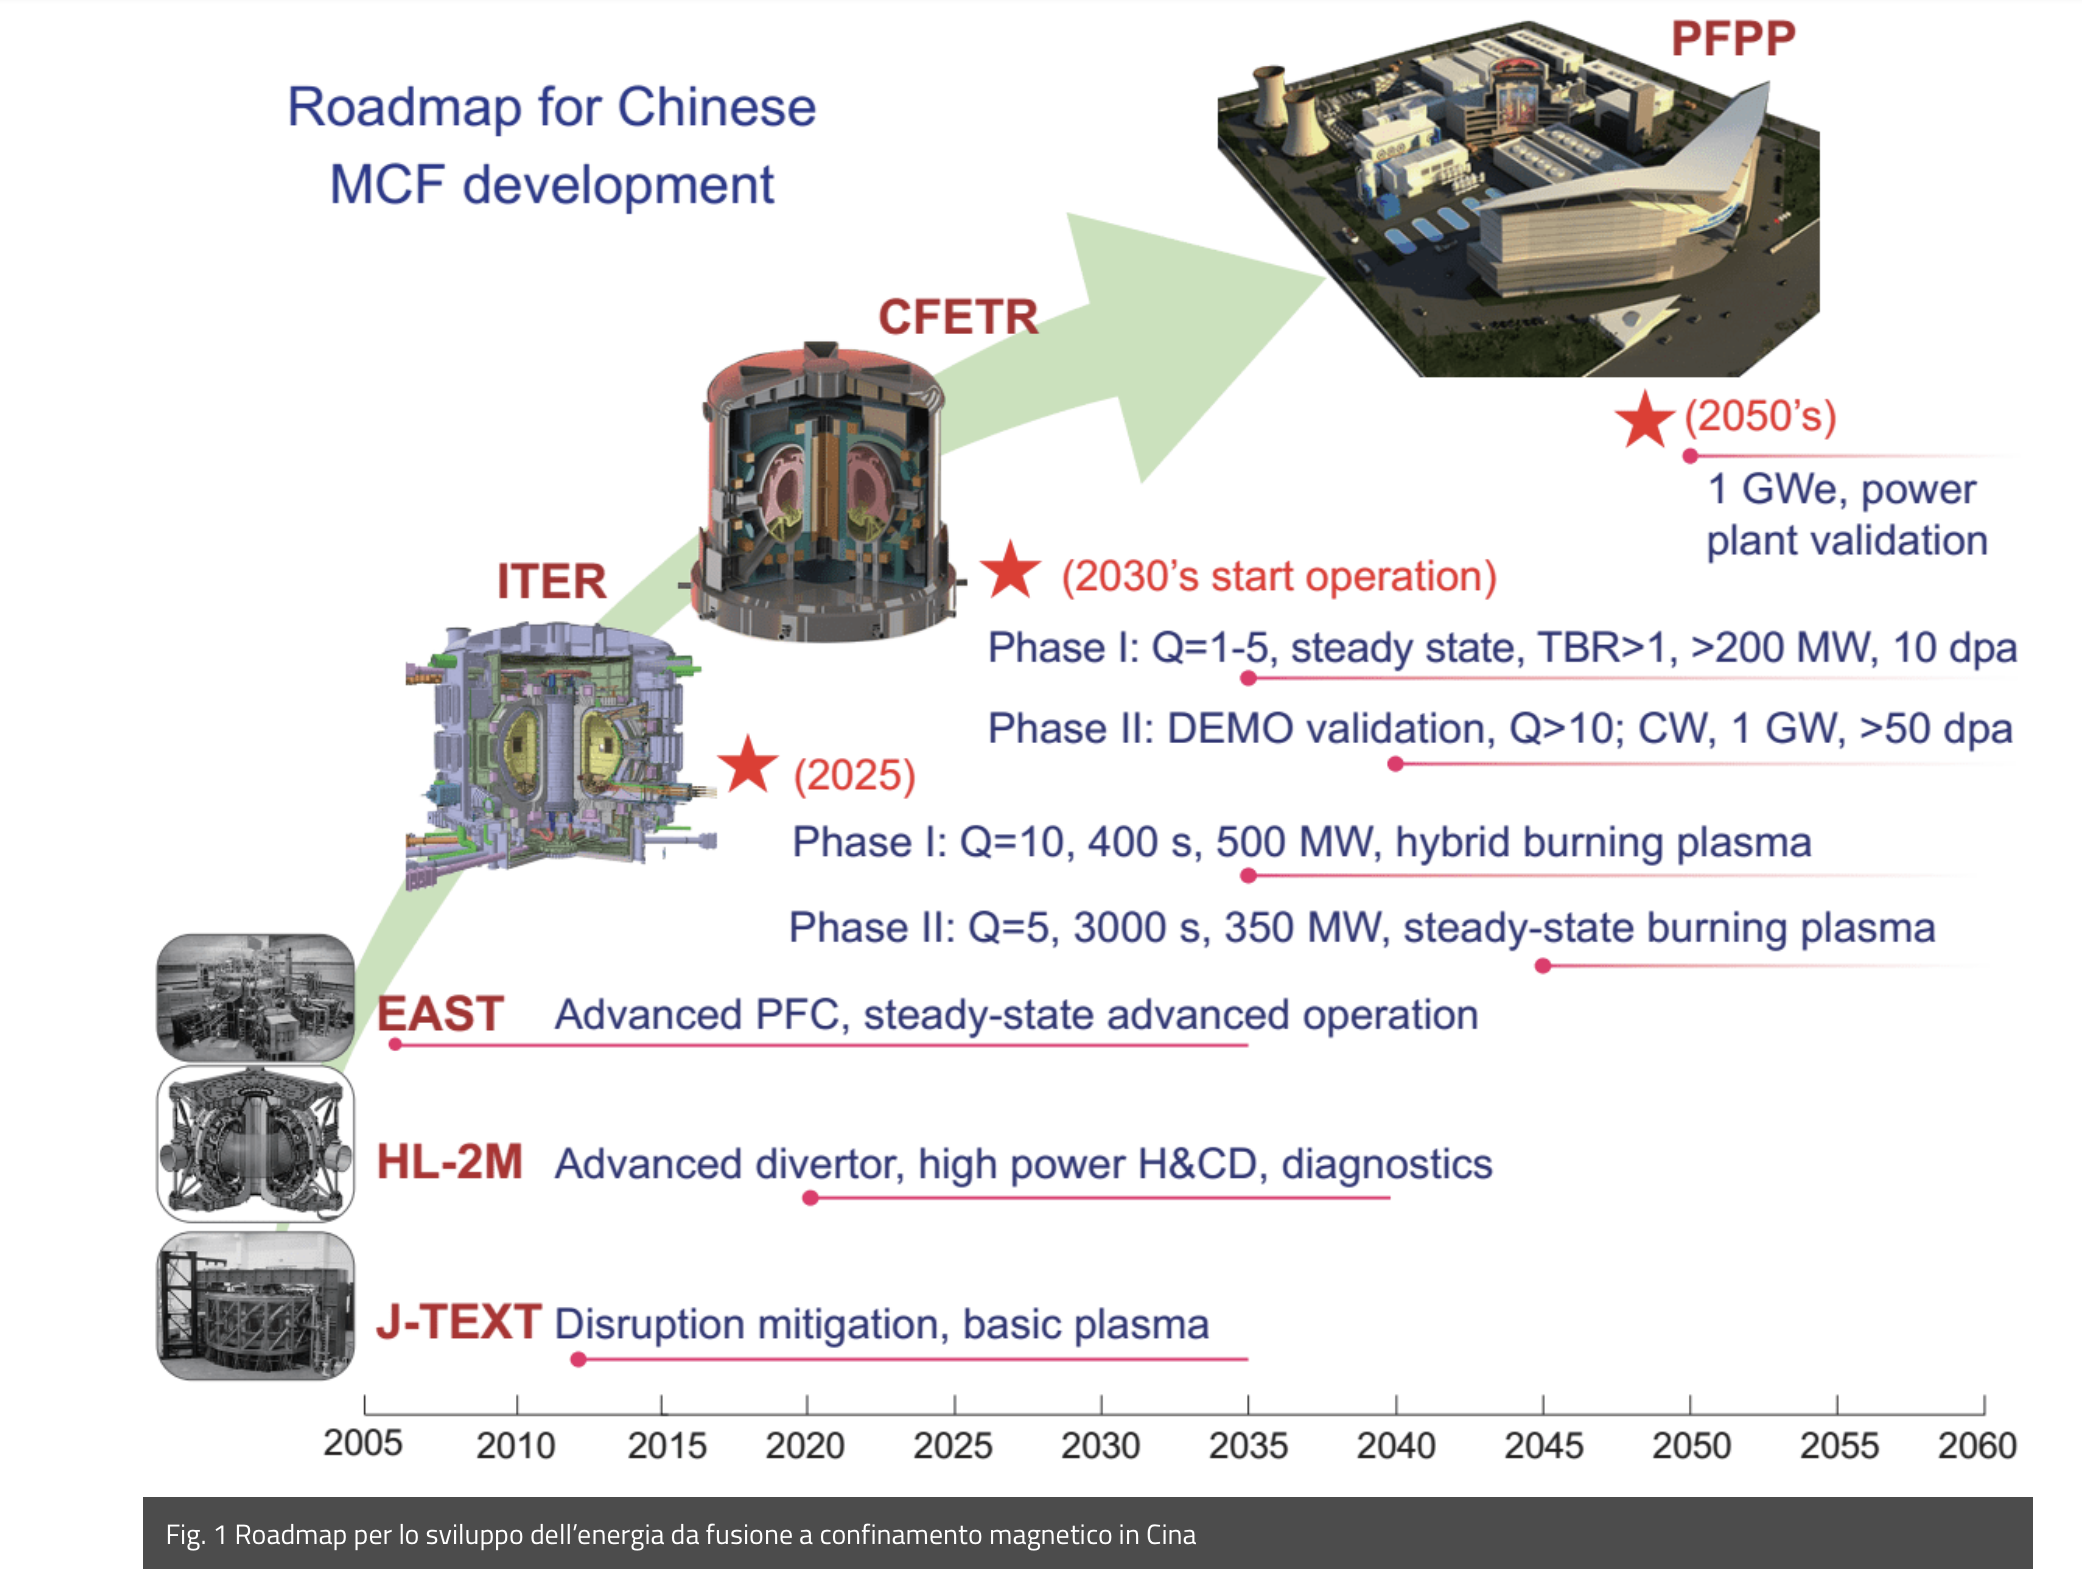 PFPP
Roadmap for Chinese
MCF development
CFETR
(2050’s)
1 GWe, power
plant validation
ITER
(2030’s start operation)
Phase I: Q=1-5, steady state, TBR>1, >200 MW, 10 dpa
Phase II: DEMO validation, Q>10; CW, 1 GW, >50 dpa
(2025)
Phase I: Q=10, 400 s, 500 MW, hybrid burning plasma
Phase II: Q=5, 3000 s, 350 MW, steady-state burning plasma
EAST Advanced PFC, steady-state advanced operation
HL-2M Advanced divertor, high power H&CD, diagnostics
J-TEXT Disruption mitigation, basic plasma
2005 2010 2015 2020 2025 2030 2035 2040 2045 2050 2055 2060
Fig. 1 Roadmap per lo sviluppo dell’energia da fusione a confinamento magnetico in Cina